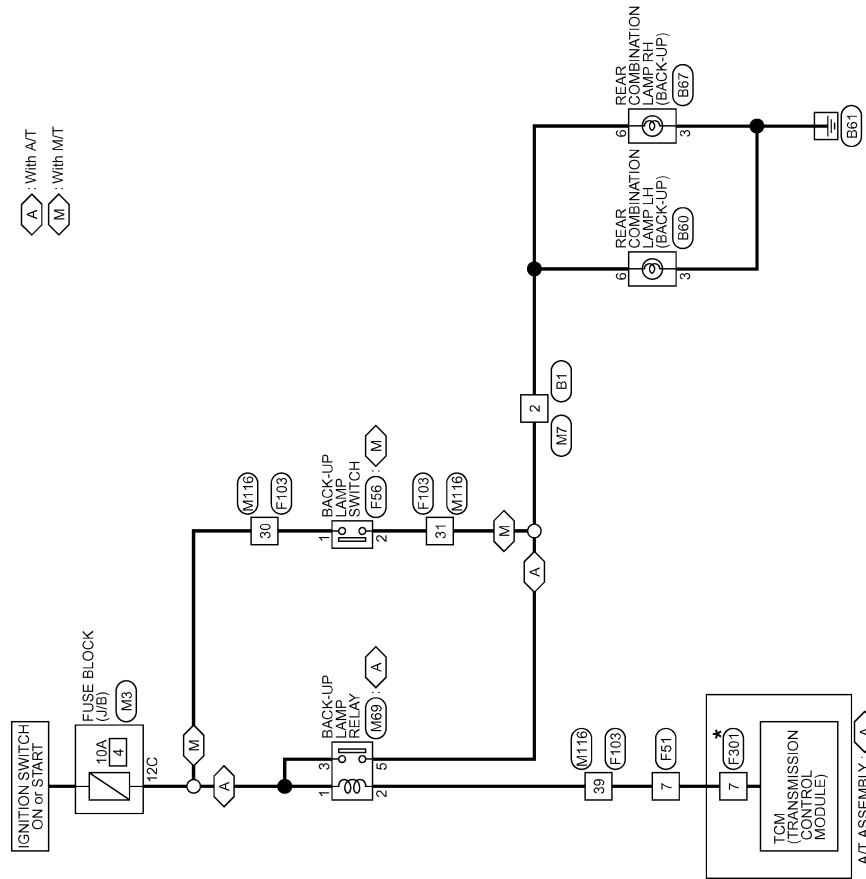 IGNITION SWITCH
ON or START
FUSE BLOCK
(J/B)
M3
10A
4
12C
A : With A/T
M : With M/T
M
A
M116
30
F103
1
BACK-UP
LAMP
SWITCH
F56 : M
2
F103
31
M116
M
A
3
1
BACK-UP
LAMP
RELAY
M69 : A
5
2
M116
39
F103
7
F51
*
7
F301
TCM
(TRANSMISSION
CONTROL
MODULE)
A/T ASSEMBLY : A
2
M7
B1
6
REAR
COMBINATION
LAMP LH
(BACK-UP)
B60
3
6
REAR
COMBINATION
LAMP RH
(BACK-UP)
B67
3
B61